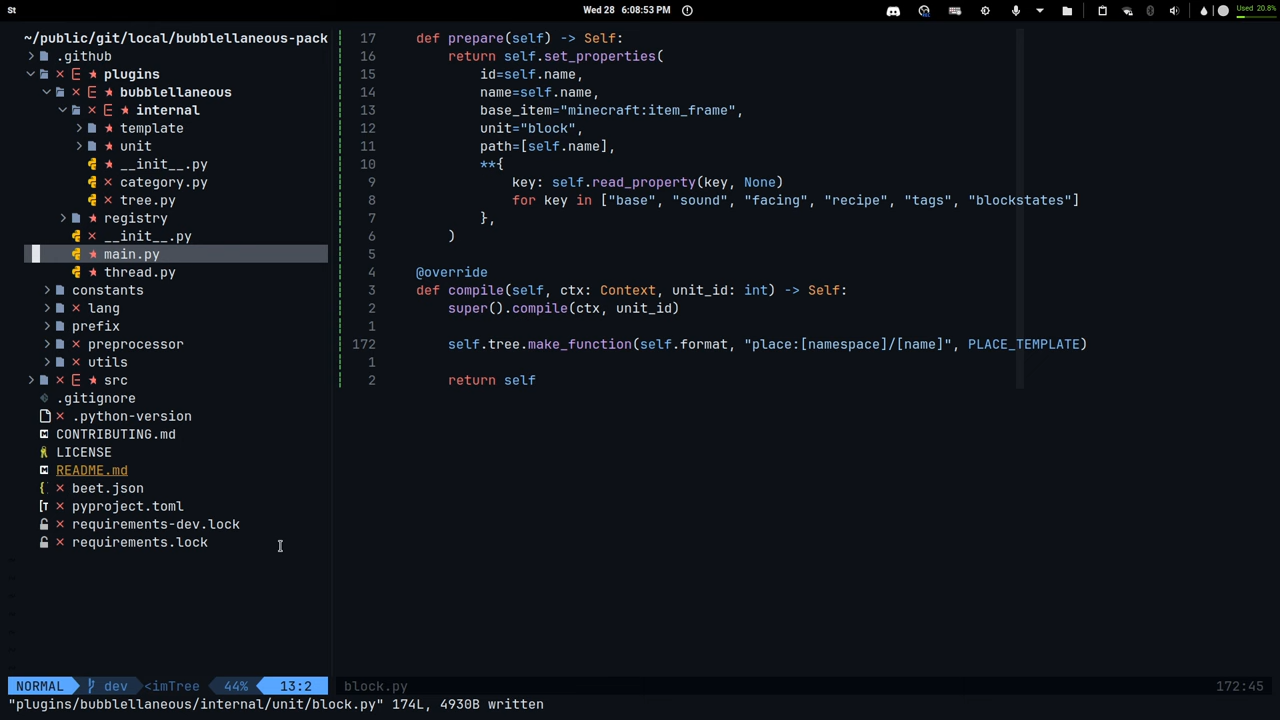 St
Wed 28 6:08:53 PM
Used 20.8%
~/public/git/local/bubblellaneous-pack
.github
plugins
bubblellaneous
internal
template
unit
__init__.py
category.py
tree.py
registry
__init__.py
main.py
thread.py
constants
lang
prefix
preprocessor
utils
src
.gitignore
.python-version
CONTRIBUTING.md
LICENSE
README.md
beet.json
pyproject.toml
requirements-dev.lock
requirements.lock
17 def prepare(self) -> Self:
16 return self.set_properties(
15 id=self.name,
14 name=self.name,
13 base_item="minecraft:item_frame",
12 unit="block",
11 path=[self.name],
10 **{
9 key: self.read_property(key, None)
8 for key in ["base", "sound", "facing", "recipe", "tags", "blockstates"]
7 },
6 )
5
4 @override
3 def compile(self, ctx: Context, unit_id: int) -> Self:
2 super().compile(ctx, unit_id)
1
172 self.tree.make_function(self.format, "place:[namespace]/[name]", PLACE_TEMPLATE)
1
2 return self
NORMAL dev <imTree 44% 13:2 block.py 172:45
"plugins/bubblellaneous/internal/unit/block.py" 174L, 4930B written